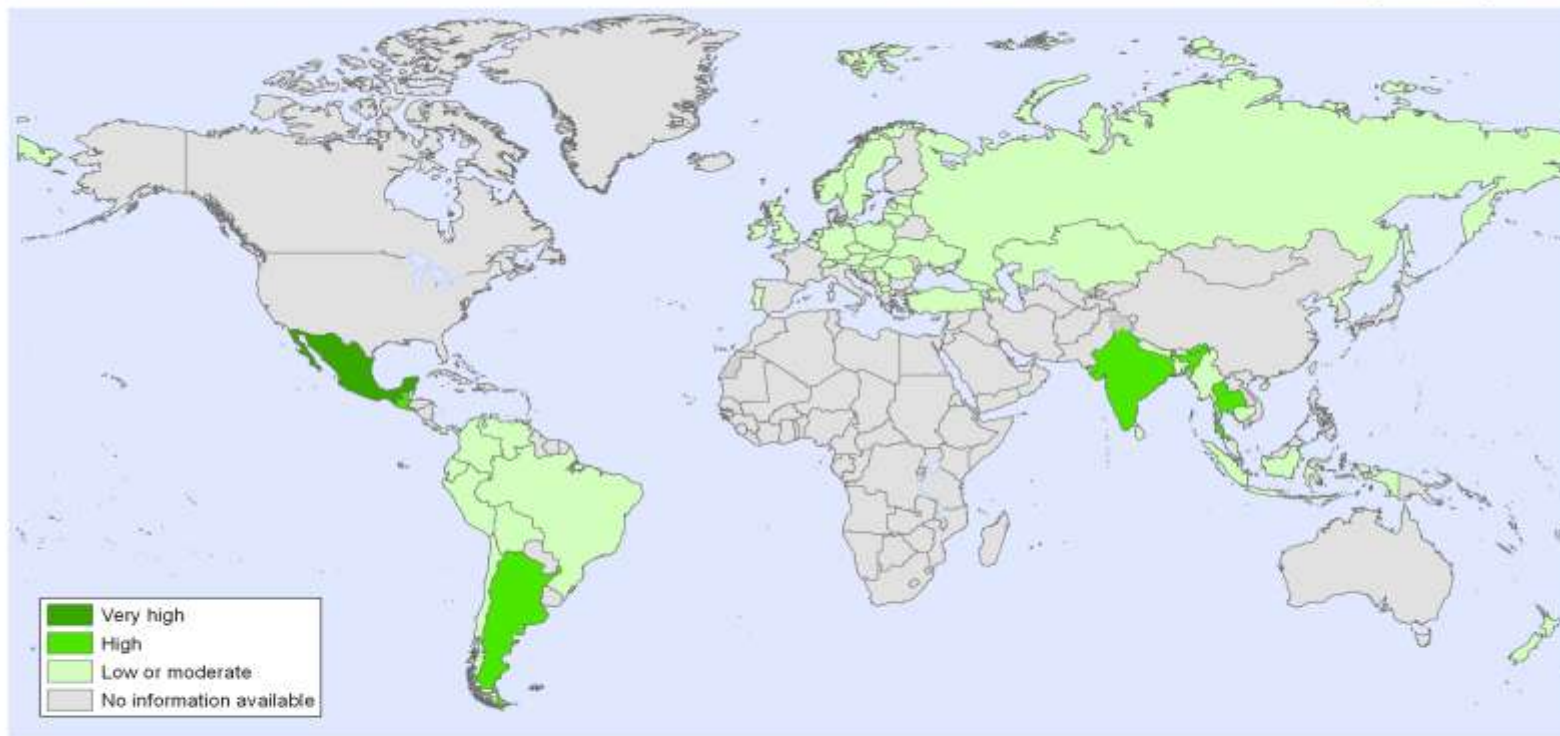 Very high
High
Low or moderate
No information available